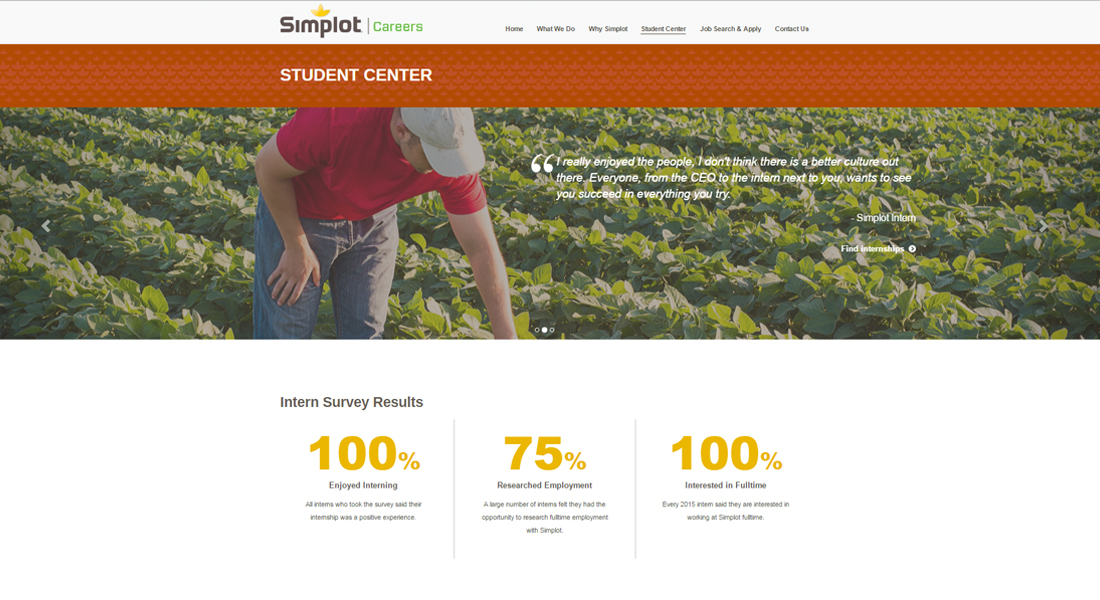 Simplot | Careers
Home What We Do Why Simplot Student Center Job Search & Apply Contact Us
STUDENT CENTER
“ I really enjoyed the people, I don't think there is a better culture out
there. Everyone, from the CEO to the intern next to you, wants to see
you succeed in everything you try.
Simplot Intern
Find Internships
Intern Survey Results
100%
Enjoyed Interning
All interns who took the survey said their
internship was a positive experience.
75%
Researched Employment
A large number of interns felt they had the
opportunity to research fulltime employment
with Simplot.
100%
Interested in Fulltime
Every 2015 intern said they are interested in
working at Simplot fulltime.